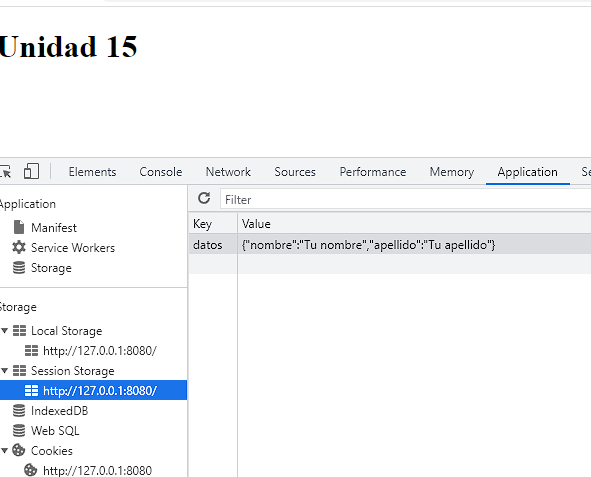 Unidad 15
Elements Console Network Sources Performance Memory Application
Application
Manifest
Service Workers
Storage
Storage
Local Storage
http://127.0.0.1:8080/
Session Storage
http://127.0.0.1:8080/
IndexedDB
Web SQL
Cookies
http://127.0.0.1:8080
Filter
Key Value
datos {"nombre":"Tu nombre","apellido":"Tu apellido"}